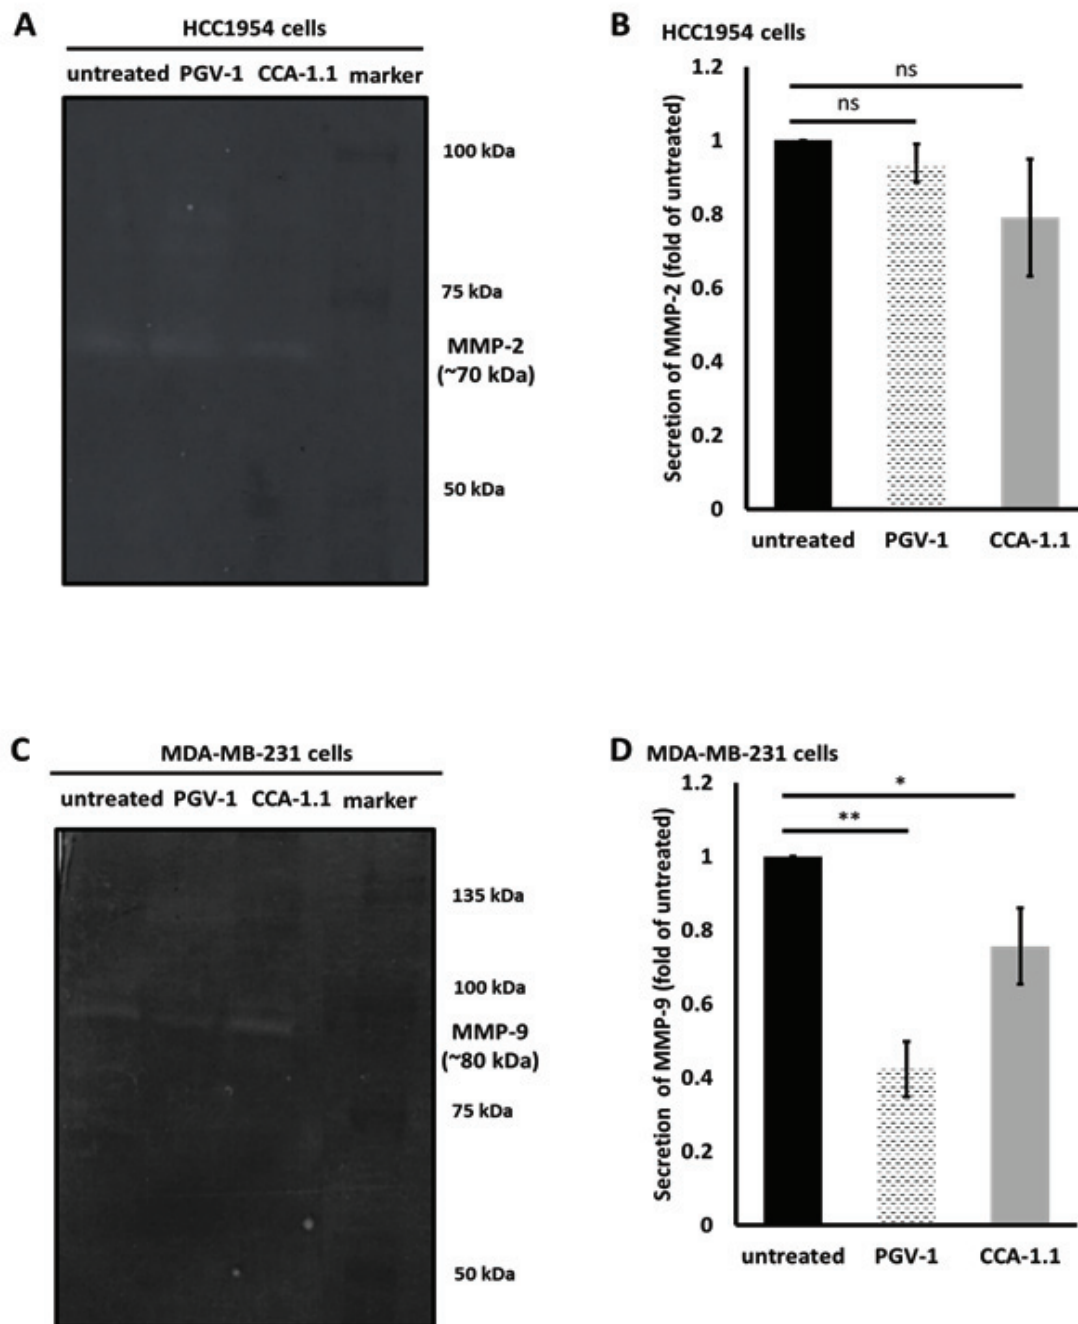 A
HCC1954 cells
untreated PGV-1 CCA-1.1 marker
100 kDa
75 kDa
MMP-2
(~70 kDa)
50 kDa
B HCC1954 cells
Secretion of MMP-2 (fold of untreated)
1.2
1
0.8
0.6
0.4
0.2
0
ns
ns
untreated PGV-1 CCA-1.1
C
MDA-MB-231 cells
untreated PGV-1 CCA-1.1 marker
135 kDa
100 kDa
MMP-9
(~80 kDa)
75 kDa
50 kDa
D MDA-MB-231 cells
Secretion of MMP-9 (fold of untreated)
1.2
1
0.8
0.6
0.4
0.2
0
*
**
untreated PGV-1 CCA-1.1